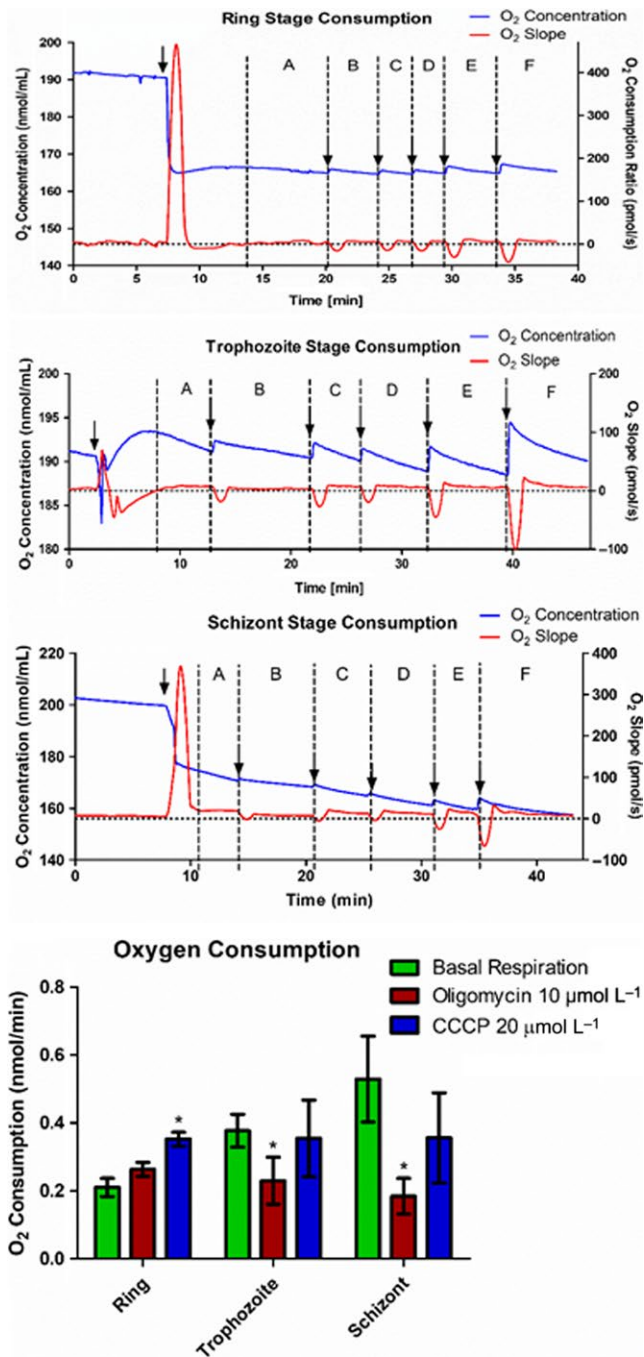 Ring Stage Consumption
O₂ Concentration
O₂ Slope
O₂ Concentration (nmol/mL)
200
190
180
170
160
150
140
A B C D E F
400
300
200
100
0
O₂ Consumption Ratio (pmol/s)
0 5 10 15 20 25 30 35 40
Time [min]
Trophozoite Stage Consumption
O₂ Concentration
O₂ Slope
O₂ Concentration (nmol/mL)
200
195
190
185
180
A B C D E F
200
100
0
−100
O₂ Slope (pmol/s)
0 10 20 30 40
Time [min]
Schizont Stage Consumption
O₂ Concentration
O₂ Slope
O₂ Concentration (nmol/mL)
220
200
180
160
140
A B C D E F
400
300
200
100
0
−100
O₂ Slope (pmol/s)
0 10 20 30 40
Time (min)
Oxygen Consumption
Basal Respiration
Oligomycin 10 µmol L⁻¹
CCCP 20 µmol L⁻¹
O₂ Consumption (nmol/min)
0.8
0.6
0.4
0.2
0.0
* * *
Ring
Trophozoite
Schizont